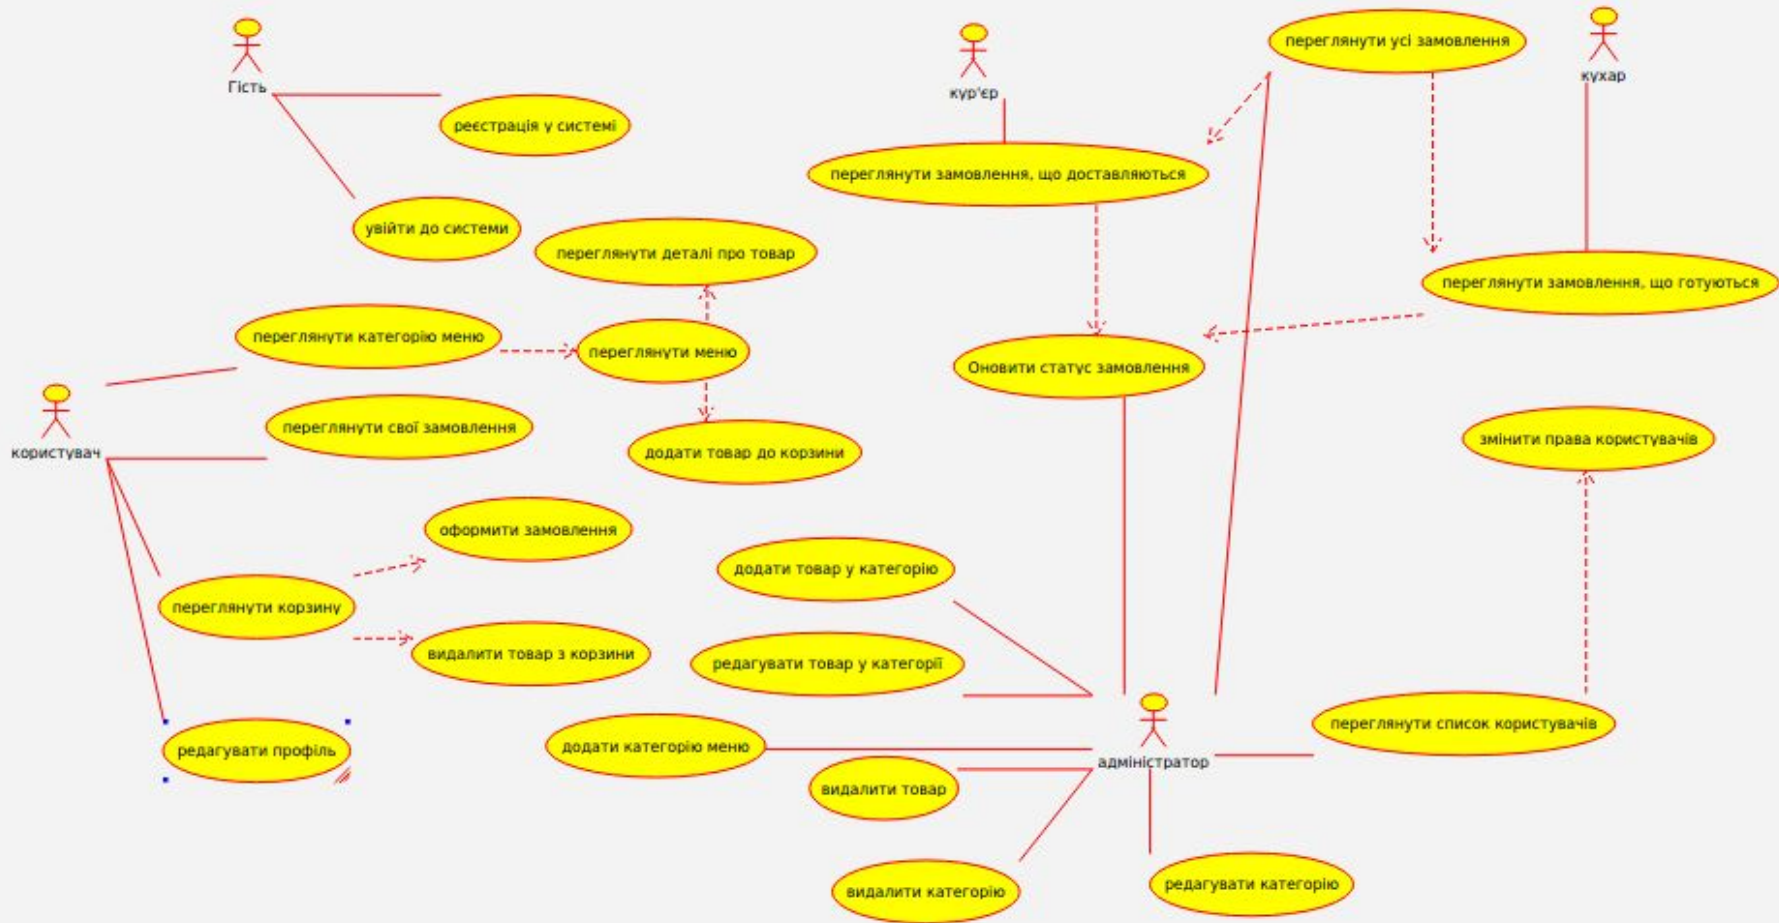 переглянути усі замовлення
кухар
Гість
кур'єр
реєстрація у системі
переглянути замовлення, що доставляються
увійти до системи
переглянути деталі про товар
переглянути замовлення, що готуються
переглянути категорію меню
переглянути меню
Оновити статус замовлення
переглянути свої замовлення
змінити права користувачів
користувач
додати товар до корзини
оформити замовлення
додати товар у категорію
переглянути корзину
видалити товар з корзини
редагувати товар у категорії
переглянути список користувачів
додати категорію меню
редагувати профіль
адміністратор
видалити товар
редагувати категорію
видалити категорію